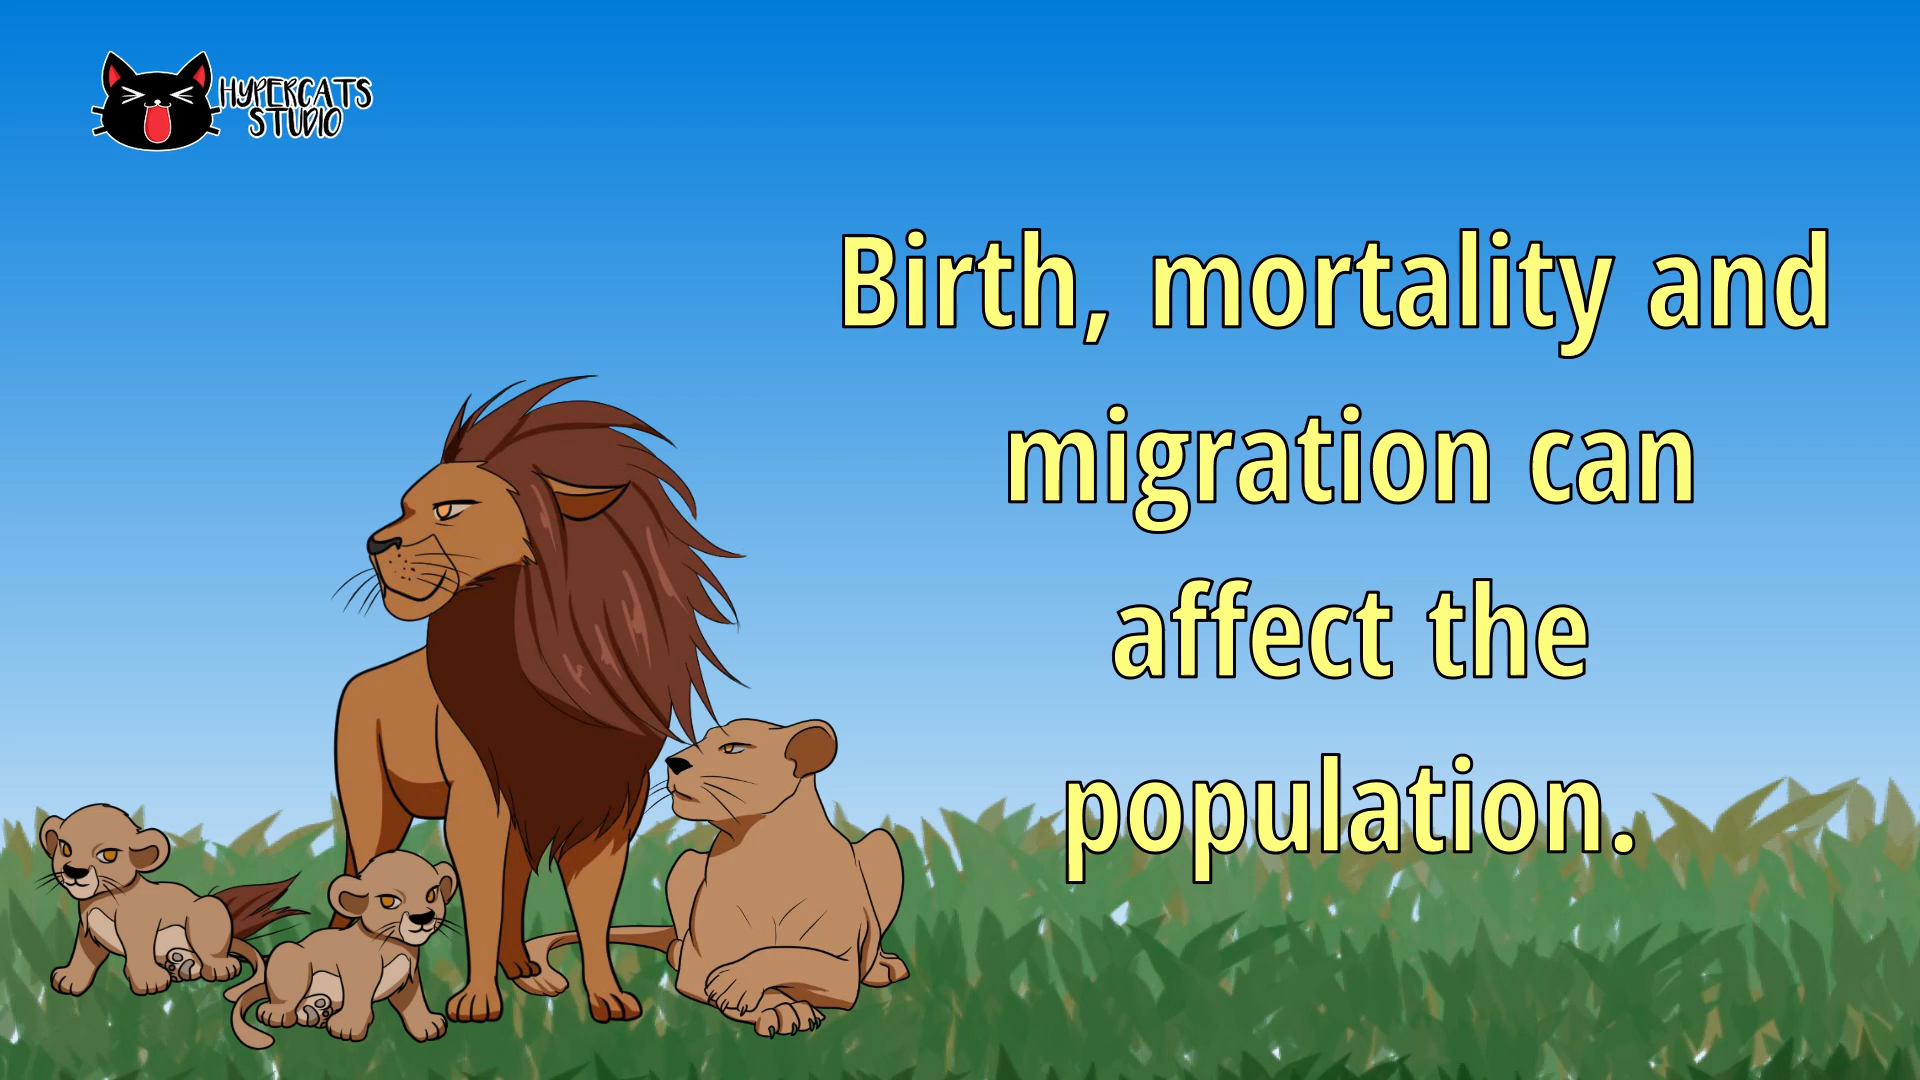 HYPERCATS
STUDIO
Birth, mortality and
migration can
affect the
population.